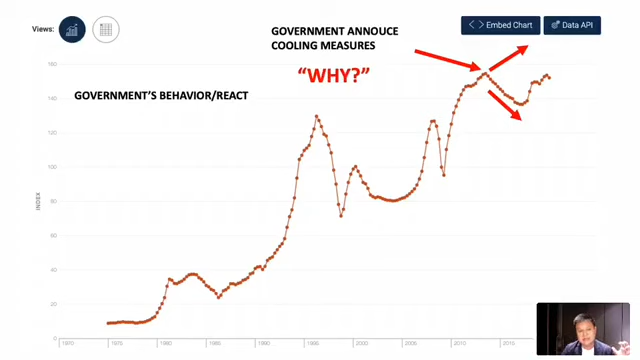 Views:
GOVERNMENT ANNOUCE
COOLING MEASURES
Embed Chart
Data API
"WHY?"
GOVERNMENT'S BEHAVIOR/REACT
160
140
120
100
80
60
40
20
0
INDEX
1970
1975
1980
1985
1990
1995
2000
2005
2010
2015